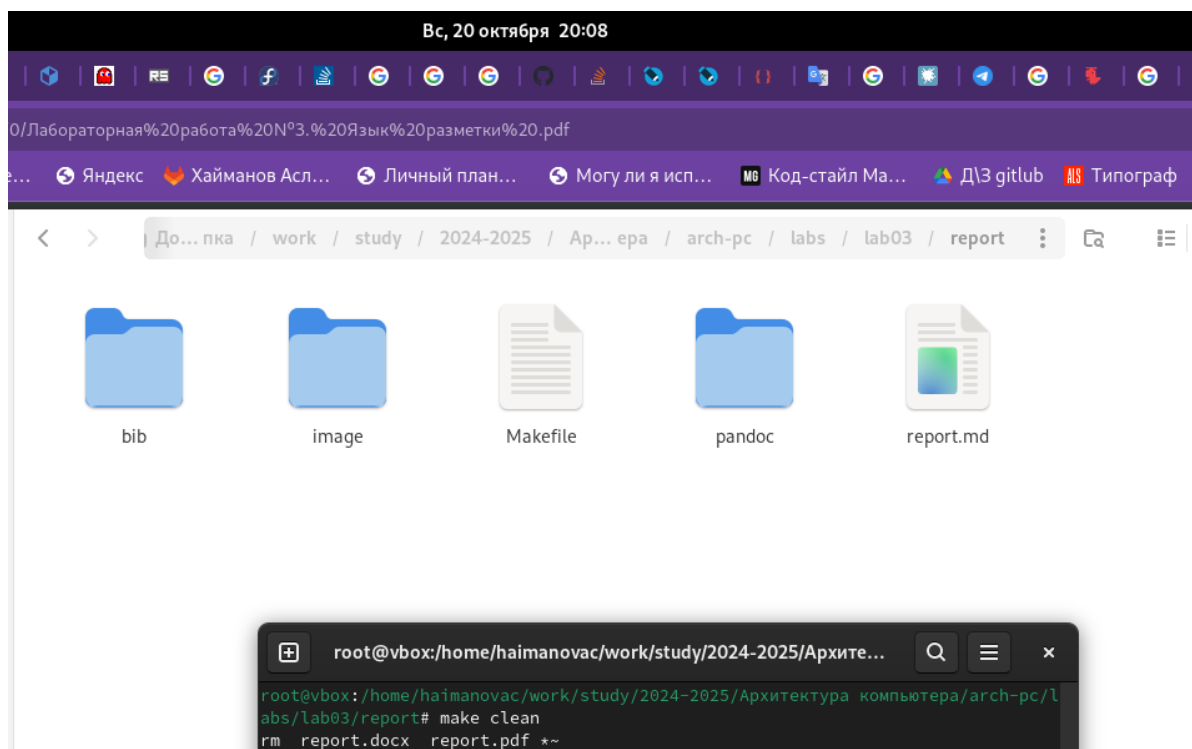 Вс, 20 октября 20:08
RS
0/Лабораторная%20работа%20№3.%20Язык%20разметки%20.pdf
е... Яндекс Хайманов Асл... Личный план... Могу ли я исп... MG Код-стайл Ма... Д\З gitlub ALS Типограф
До... пка / work / study / 2024-2025 / Ар... ера / arch-pc / labs / lab03 / report
bib image Makefile pandoc report.md
root@vbox:/home/haimanovac/work/study/2024-2025/Архите...
root@vbox:/home/haimanovac/work/study/2024-2025/Архитектура компьютера/arch-pc/l
abs/lab03/report# make clean
rm report.docx report.pdf *~